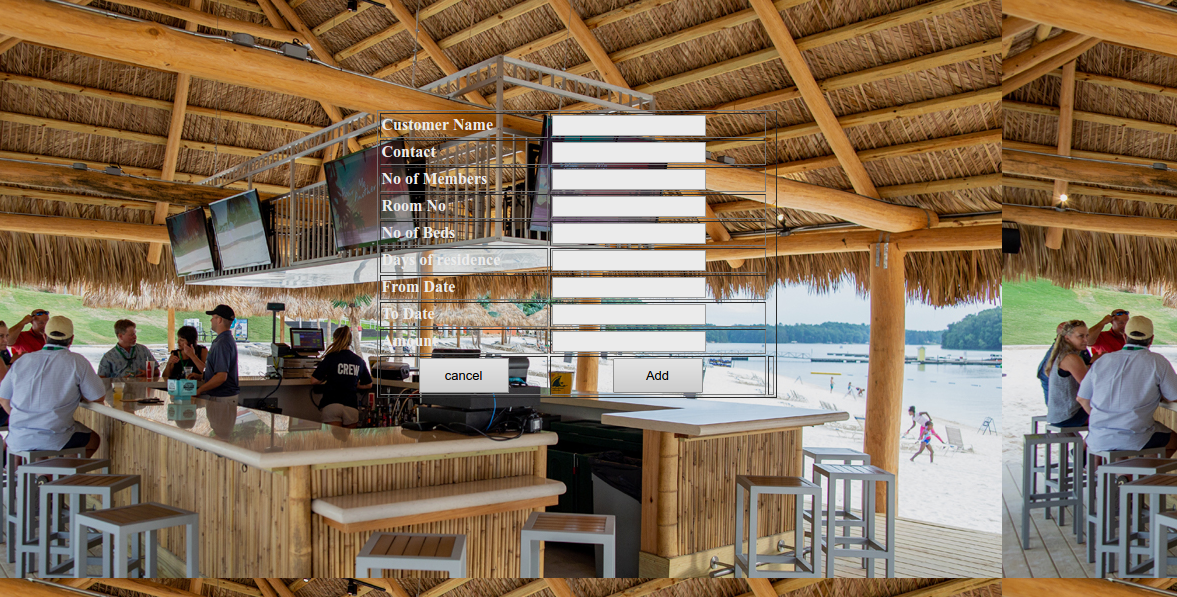 Customer Name
Contact
No of Members
Room No
No of Beds
Days of residence
From Date
To Date
Amount
cancel Add
CREW